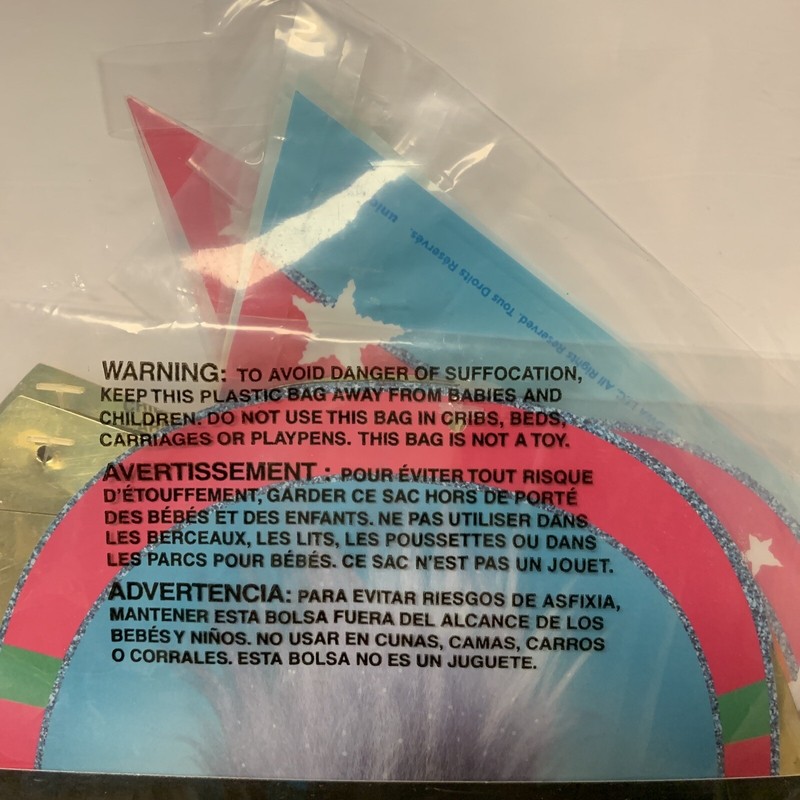 unic
Tous Droits Réservés.
LLC. All Rights Reserved.
WARNING: TO AVOID DANGER OF SUFFOCATION,
KEEP THIS PLASTIC BAG AWAY FROM BABIES AND
CHILDREN. DO NOT USE THIS BAG IN CRIBS, BEDS,
CARRIAGES OR PLAYPENS. THIS BAG IS NOT A TOY.
AVERTISSEMENT : POUR ÉVITER TOUT RISQUE
D'ÉTOUFFEMENT, GARDER CE SAC HORS DE PORTÉ
DES BÉBÉS ET DES ENFANTS. NE PAS UTILISER DANS
LES BERCEAUX, LES LITS, LES POUSSETTES OU DANS
LES PARCS POUR BÉBÉS. CE SAC N'EST PAS UN JOUET.
ADVERTENCIA: PARA EVITAR RIESGOS DE ASFIXIA,
MANTENER ESTA BOLSA FUERA DEL ALCANCE DE LOS
BEBÉS Y NIÑOS. NO USAR EN CUNAS, CAMAS, CARROS
O CORRALES. ESTA BOLSA NO ES UN JUGUETE.